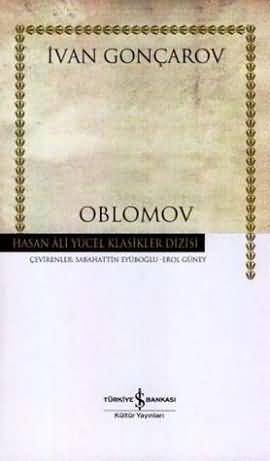 İVAN GONÇAROV
OBLOMOV
HASAN ÂLİ YÜCEL KLASİKLER DİZİSİ
ÇEVİRENLER: SABAHATTİN EYÜBOĞLU - EROL GÜNEY
TÜRKİYE İŞ BANKASI
Kültür Yayınları